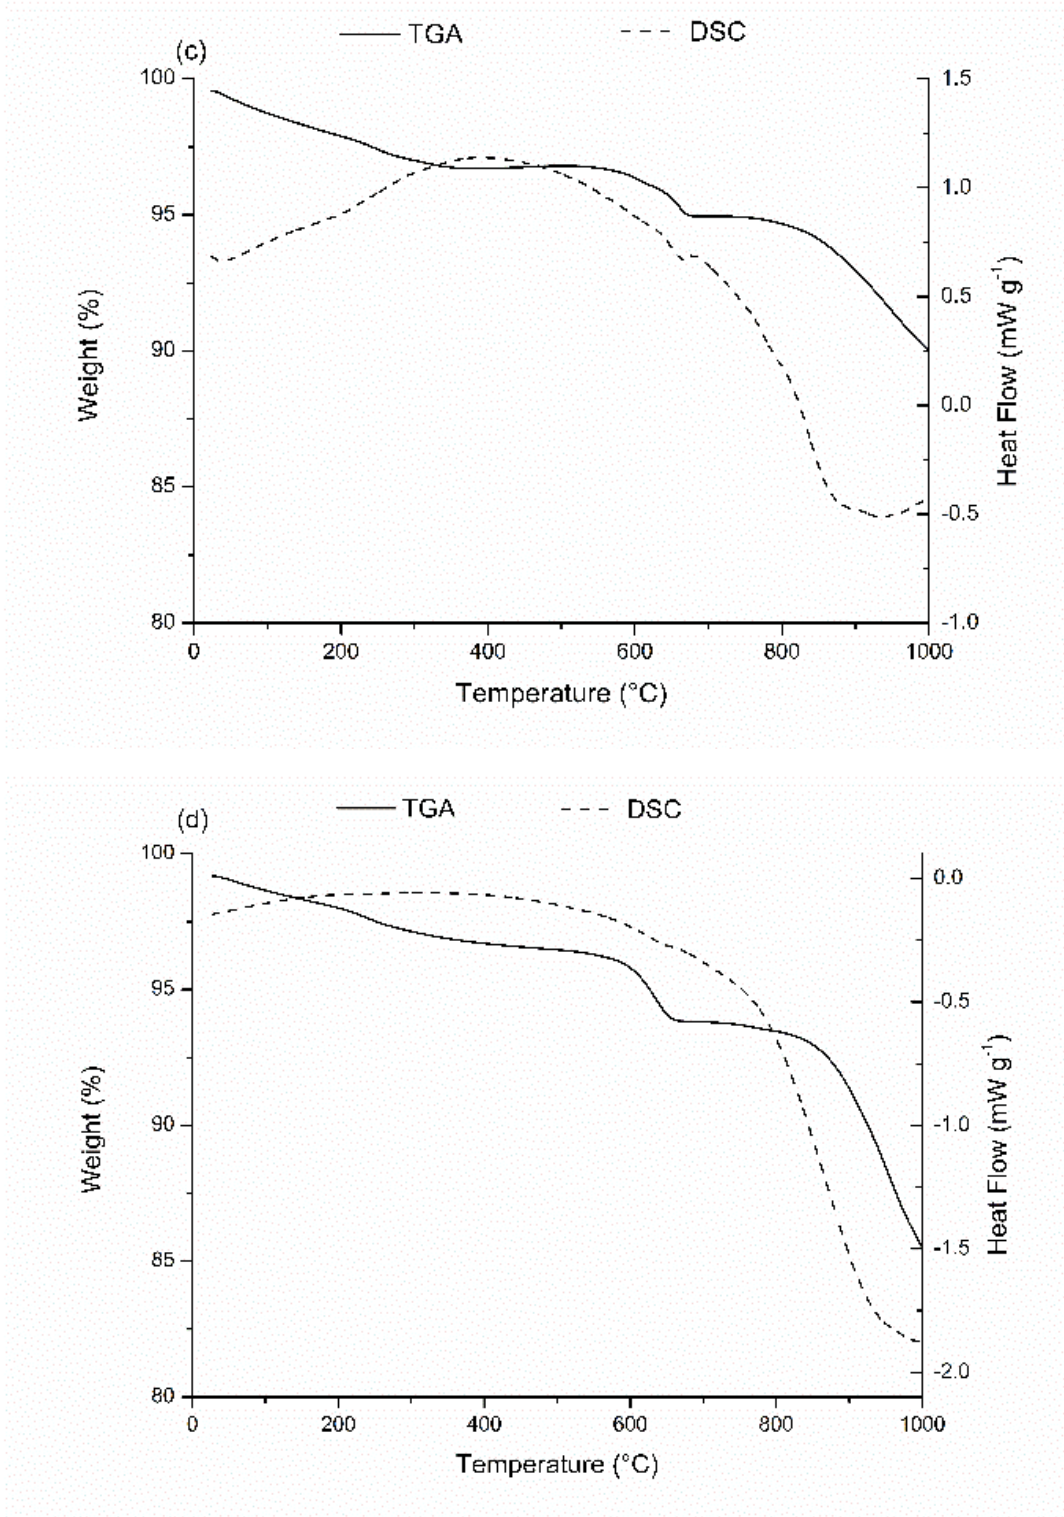 (c) TGA DSC
100 1.5
1.0
95
0.5
90
0.0
85
-0.5
80 -1.0
Weight (%)
Heat Flow (mW g⁻¹)
0 200 400 600 800 1000
Temperature (°C)
(d) TGA DSC
100
0.0
95
-0.5
90 -1.0
85 -1.5
-2.0
80
Weight (%)
Heat Flow (mW g⁻¹)
0 200 400 600 800 1000
Temperature (°C)